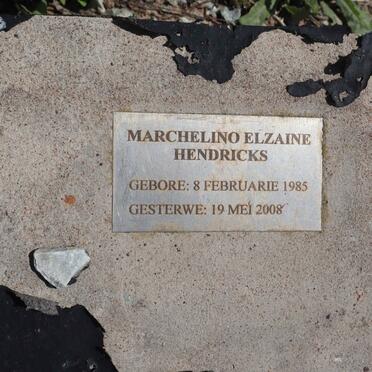 MARCHELINO ELZAINE
HENDRICKS
GEBORE: 8 FEBRUARIE 1985
GESTERWE: 19 MEI 2008